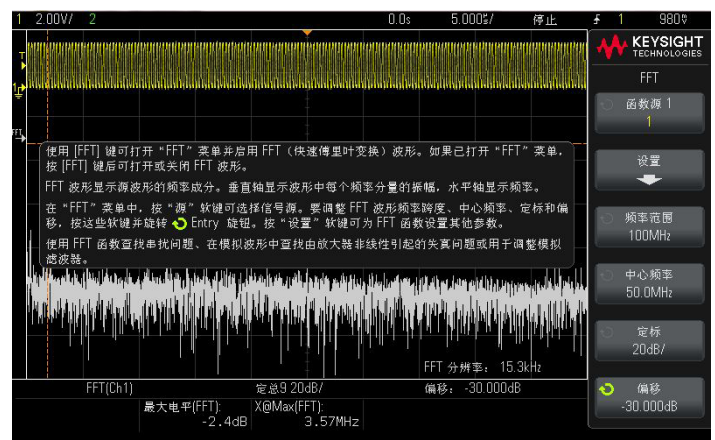 1 2.00V/ 2 0.0s 5.000s/ 停止 1 980
KEYSIGHT
TECHNOLOGIES
FFT
函数源 1
1
设置
频率范围
100MHz
中心频率
50.0MHz
定标
20dB/
偏移
-30.000dB
T
1
FFT
使用 [FFT] 键可打开“FFT”菜单并启用 FFT（快速傅里叶变换）波形。如果已打开“FFT”菜单，
按 [FFT] 键后可打开或关闭 FFT 波形。
FFT 波形显示源波形的频率成分。垂直轴显示波形中每个频率分量的振幅，水平轴显示频率。
在“FFT”菜单中，按“源”软键可选择信号源。要调整 FFT 波形频率跨度、中心频率、定标和偏
移，按这些软键并旋转 Entry 旋钮。按“设置”软键可为 FFT 函数设置其他参数。
使用 FFT 函数查找串扰问题、在模拟波形中查找由放大器非线性引起的失真问题或用于调整模拟
滤波器。
FFT 分辨率： 15.3kHz
FFT(Ch1) 定总9 20dB/ 偏移： -30.000dB
最大电平(FFT): X@Max(FFT):
-2.4dB 3.57MHz